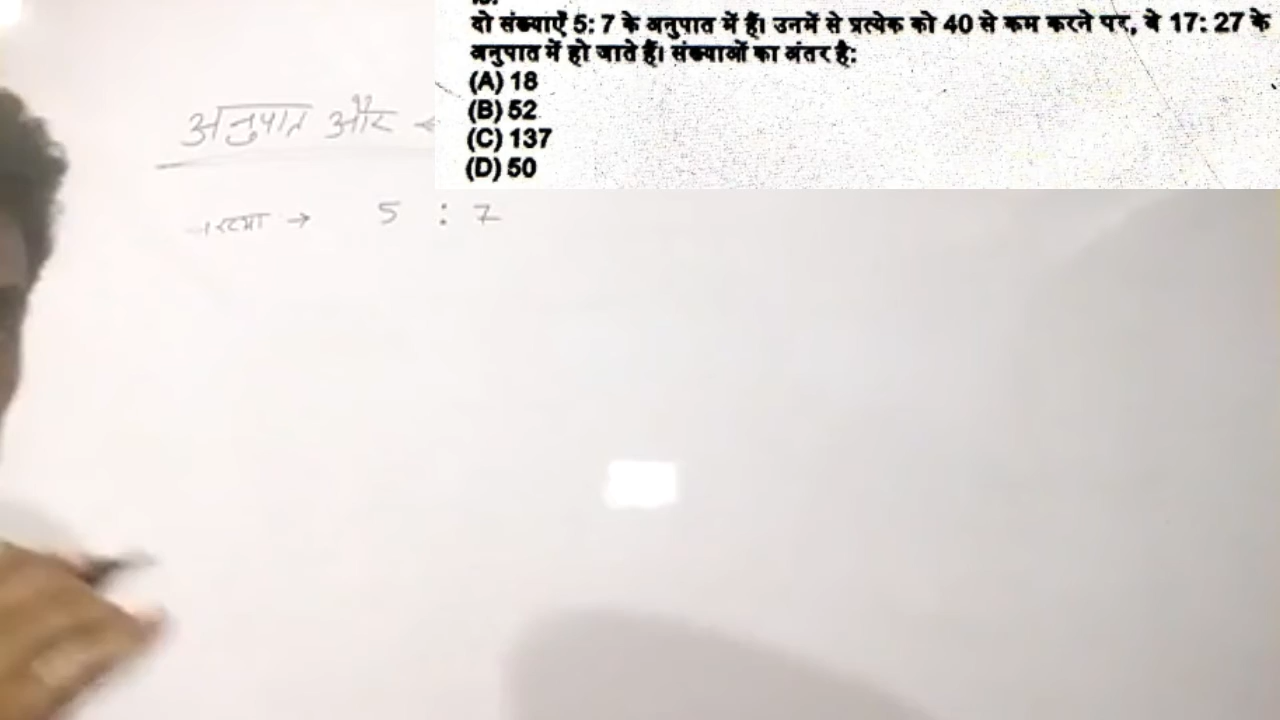 दो संख्याएँ 5: 7 के अनुपात में हैं। उनमें से प्रत्येक को 40 से कम करने पर, वे 17: 27 के
अनुपात में हो जाते हैं। संख्याओं का अंतर है:
(A) 18
(B) 52
(C) 137
(D) 50
अनुपात और
→ 5 : 7